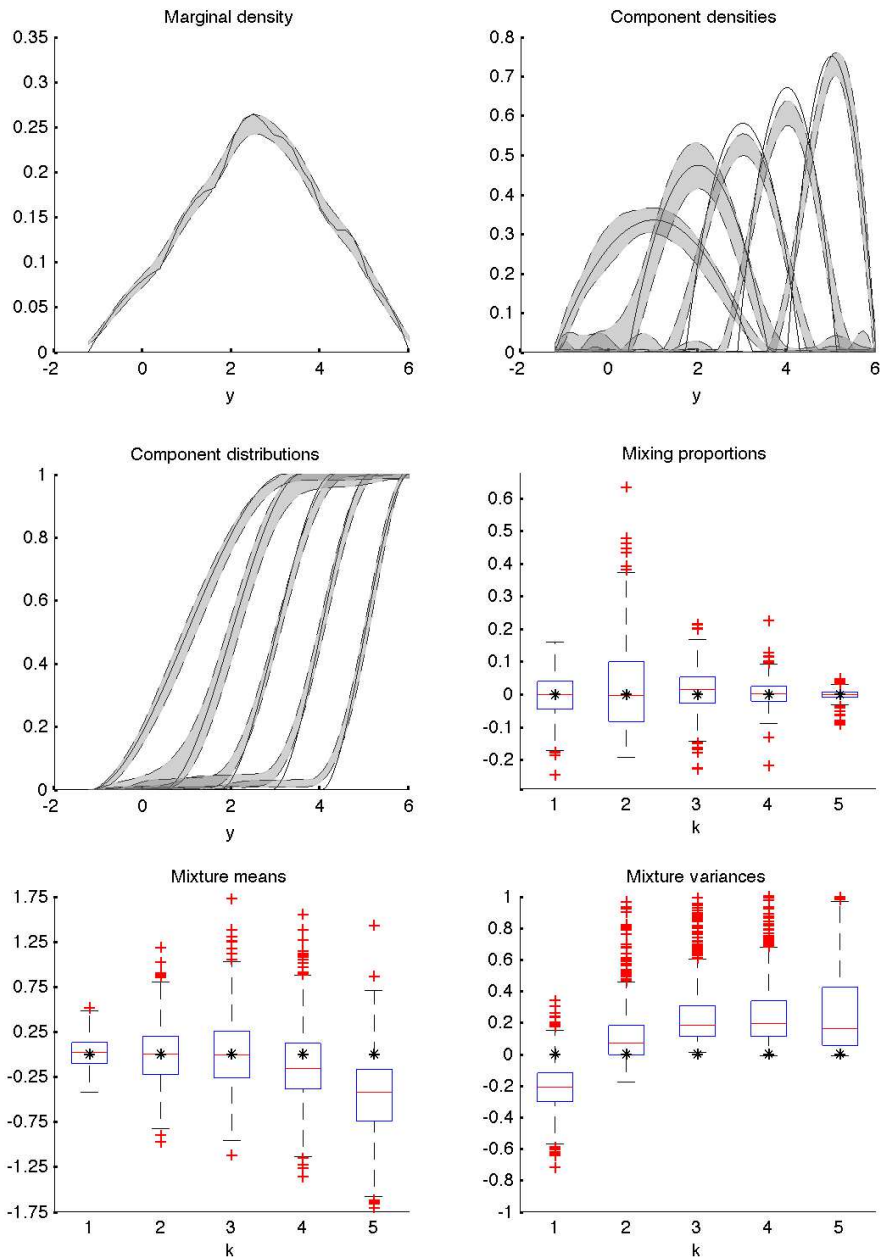 Marginal density
0.35
0.3
0.25
0.2
0.15
0.1
0.05
0
-2 0 2 4 6
y
Component densities
0.8
0.7
0.6
0.5
0.4
0.3
0.2
0.1
0
-2 0 2 4 6
y
Component distributions
1
0.8
0.6
0.4
0.2
0
-2 0 2 4 6
y
Mixing proportions
0.6
0.5
0.4
0.3
0.2
0.1
0
-0.1
-0.2
1 2 3 4 5
k
Mixture means
1.75
1.25
0.75
0.25
-0.25
-0.75
-1.25
-1.75
1 2 3 4 5
k
Mixture variances
1
0.8
0.6
0.4
0.2
0
-0.2
-0.4
-0.6
-0.8
-1
1 2 3 4 5
k